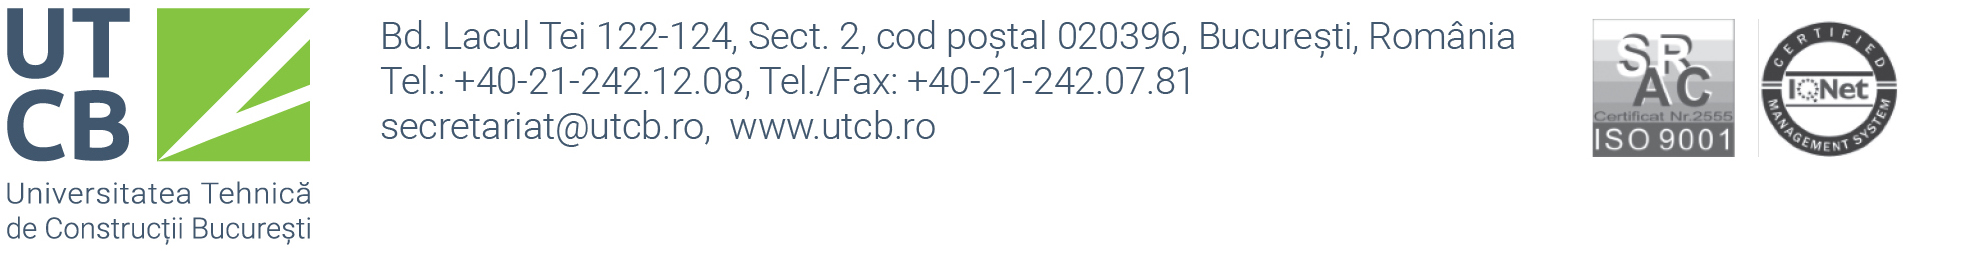 UT
CB
Universitatea Tehnică
de Construcții București
Bd. Lacul Tei 122-124, Sect. 2, cod poștal 020396, București, România
Tel.: +40-21-242.12.08, Tel./Fax: +40-21-242.07.81
secretariat@utcb.ro, www.utcb.ro
SR
AC
Certificat Nr.2555
ISO 9001
CERTIFIED
IQNet
MANAGEMENT SYSTEM